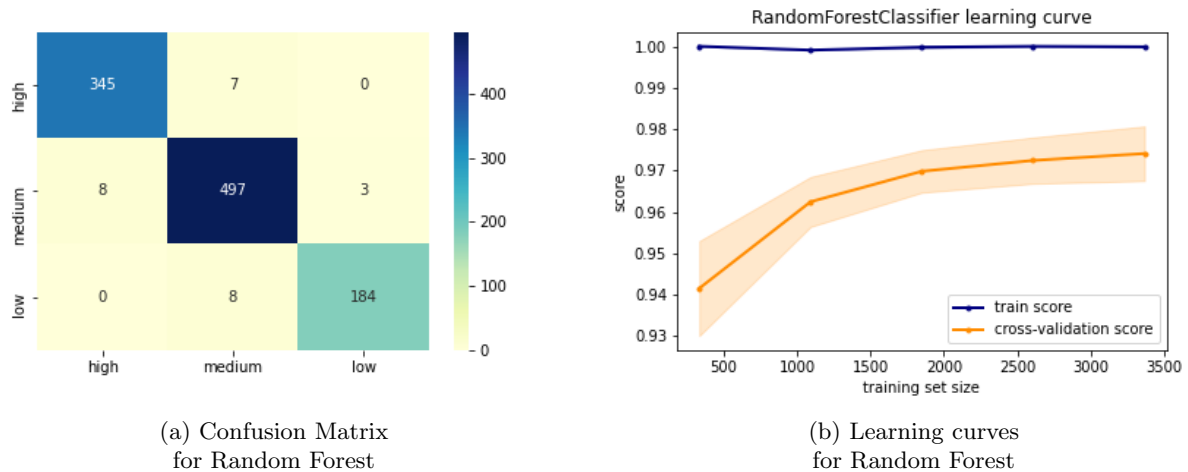 345 7 0
8 497 3
0 8 184
high
medium
low
high medium low
400
300
200
100
0
(a) Confusion Matrix
for Random Forest
RandomForestClassifier learning curve
1.00
0.99
0.98
0.97
0.96
0.95
0.94
0.93
score
train score
cross-validation score
500 1000 1500 2000 2500 3000 3500
training set size
(b) Learning curves
for Random Forest